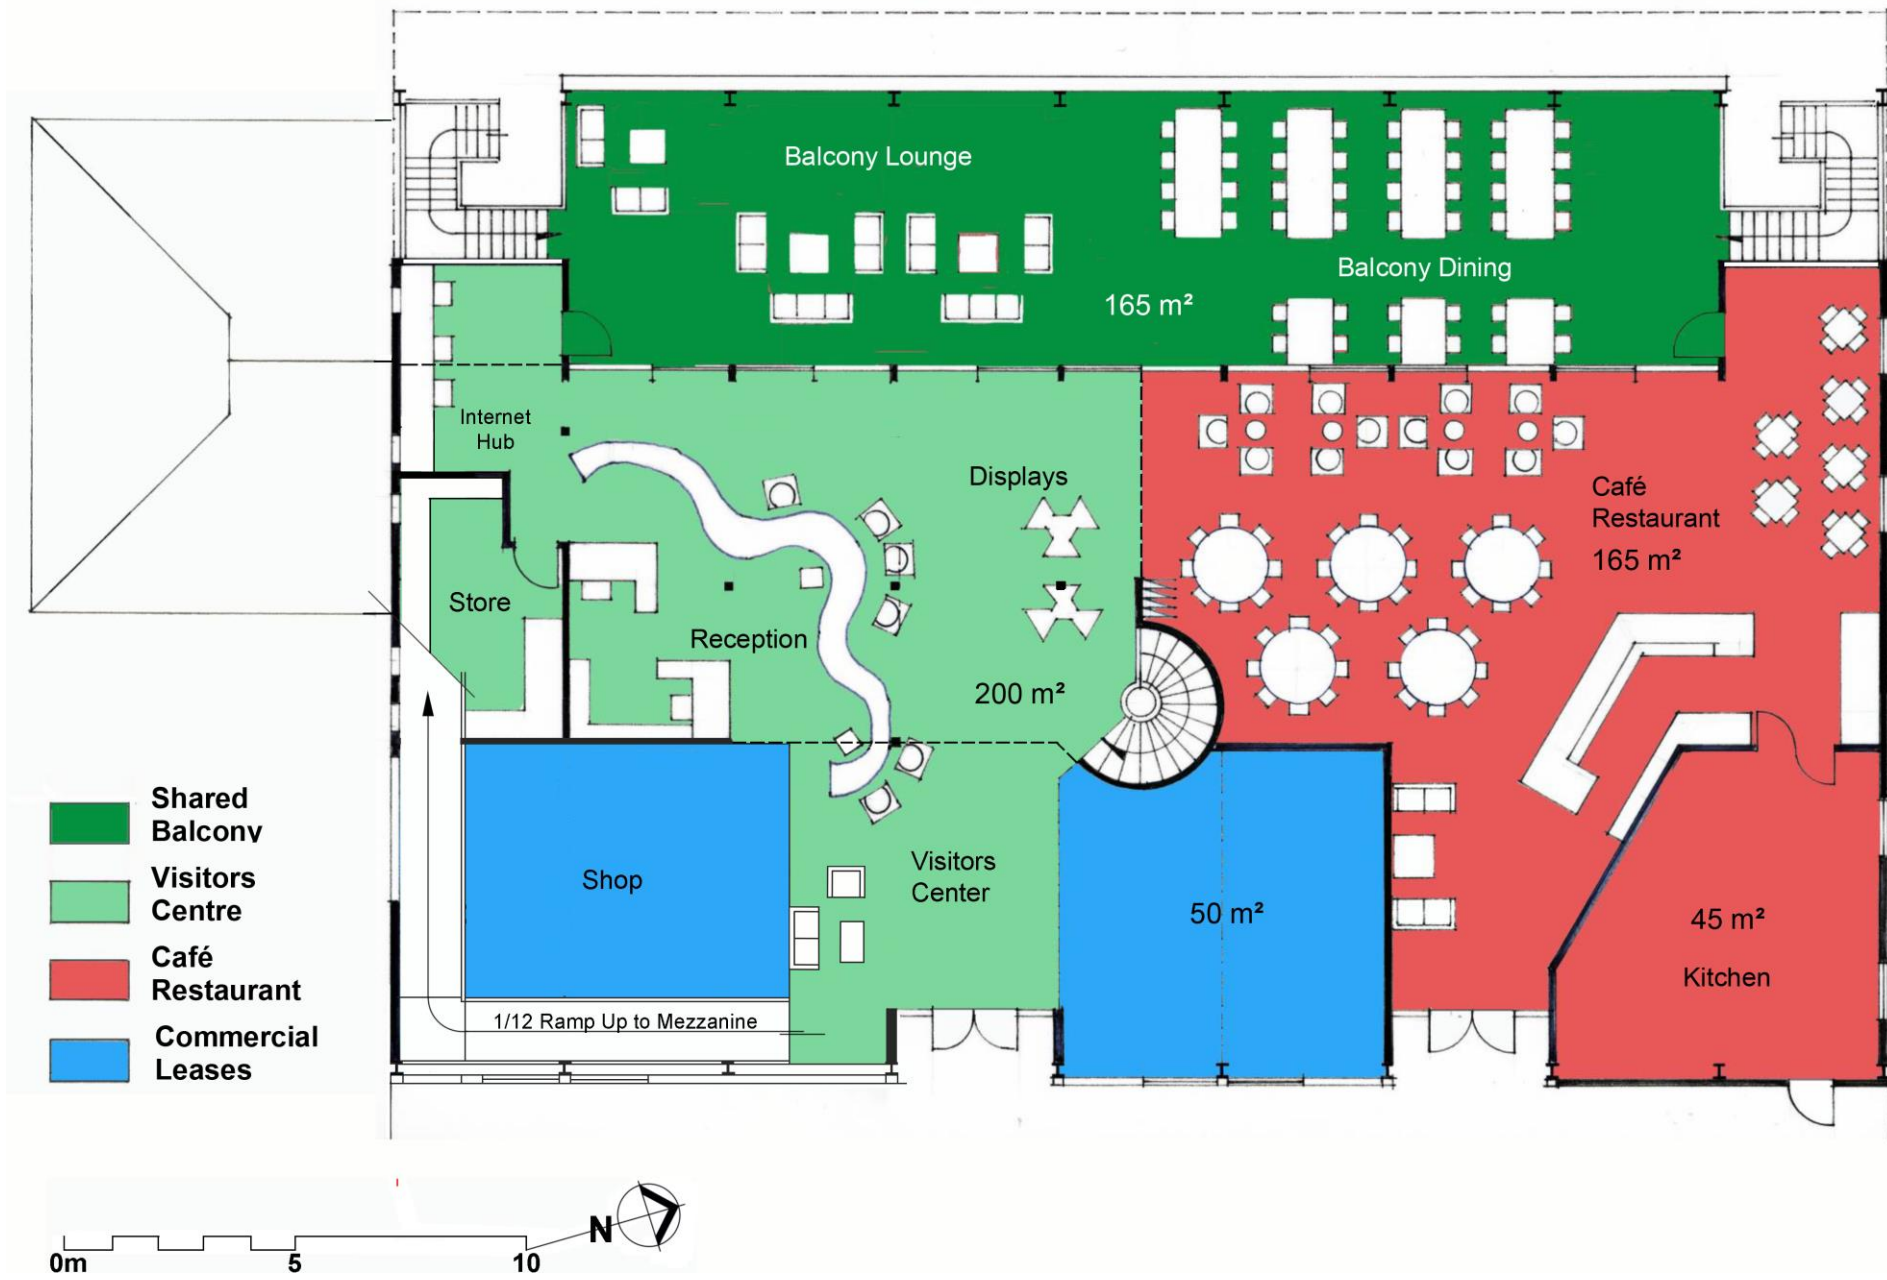 Balcony Lounge
Balcony Dining
165 m²
Internet
Hub
Displays
Café
Restaurant
165 m²
Store
Reception
200 m²
Shared
Balcony
Visitors
Centre
Café
Restaurant
Commercial
Leases
Shop
Visitors
Center
50 m²
45 m²
Kitchen
1/12 Ramp Up to Mezzanine
N
0m 5 10